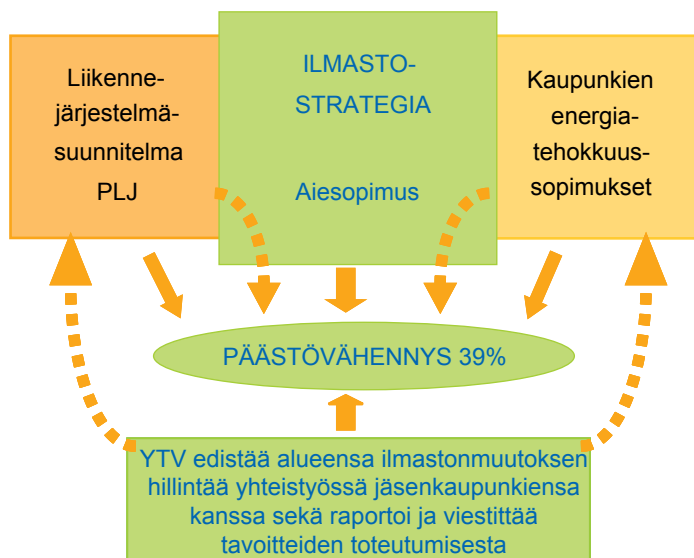 Liikenne-
järjestelmä-
suunnitelma
PLJ
ILMASTO-
STRATEGIA
Aiesopimus
Kaupunkien
energia-
tehokkuus-
sopimukset
PÄÄSTÖVÄHENNYS 39%
YTV edistää alueensa ilmastonmuutoksen
hillintää yhteistyössä jäsenkaupunkiensa
kanssa sekä raportoi ja viestittää
tavoitteiden toteutumisesta